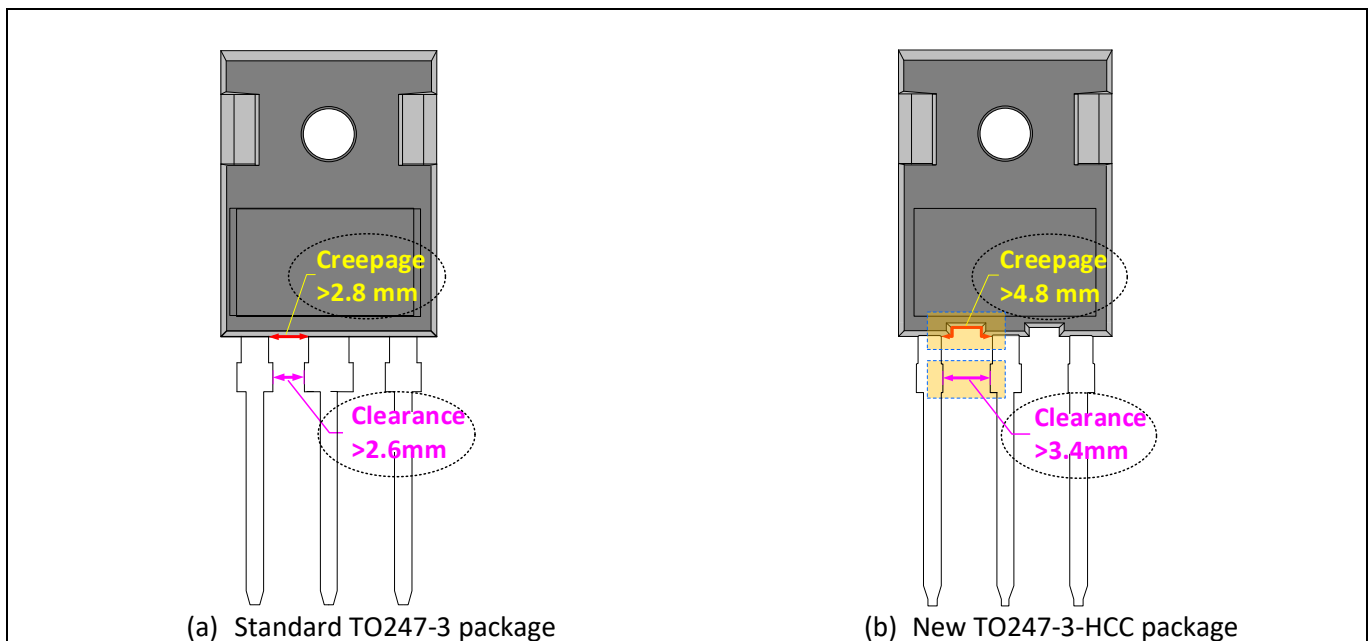 Creepage
>2.8 mm
Clearance
>2.6mm
(a) Standard TO247-3 package
Creepage
>4.8 mm
Clearance
>3.4mm
(b) New TO247-3-HCC package